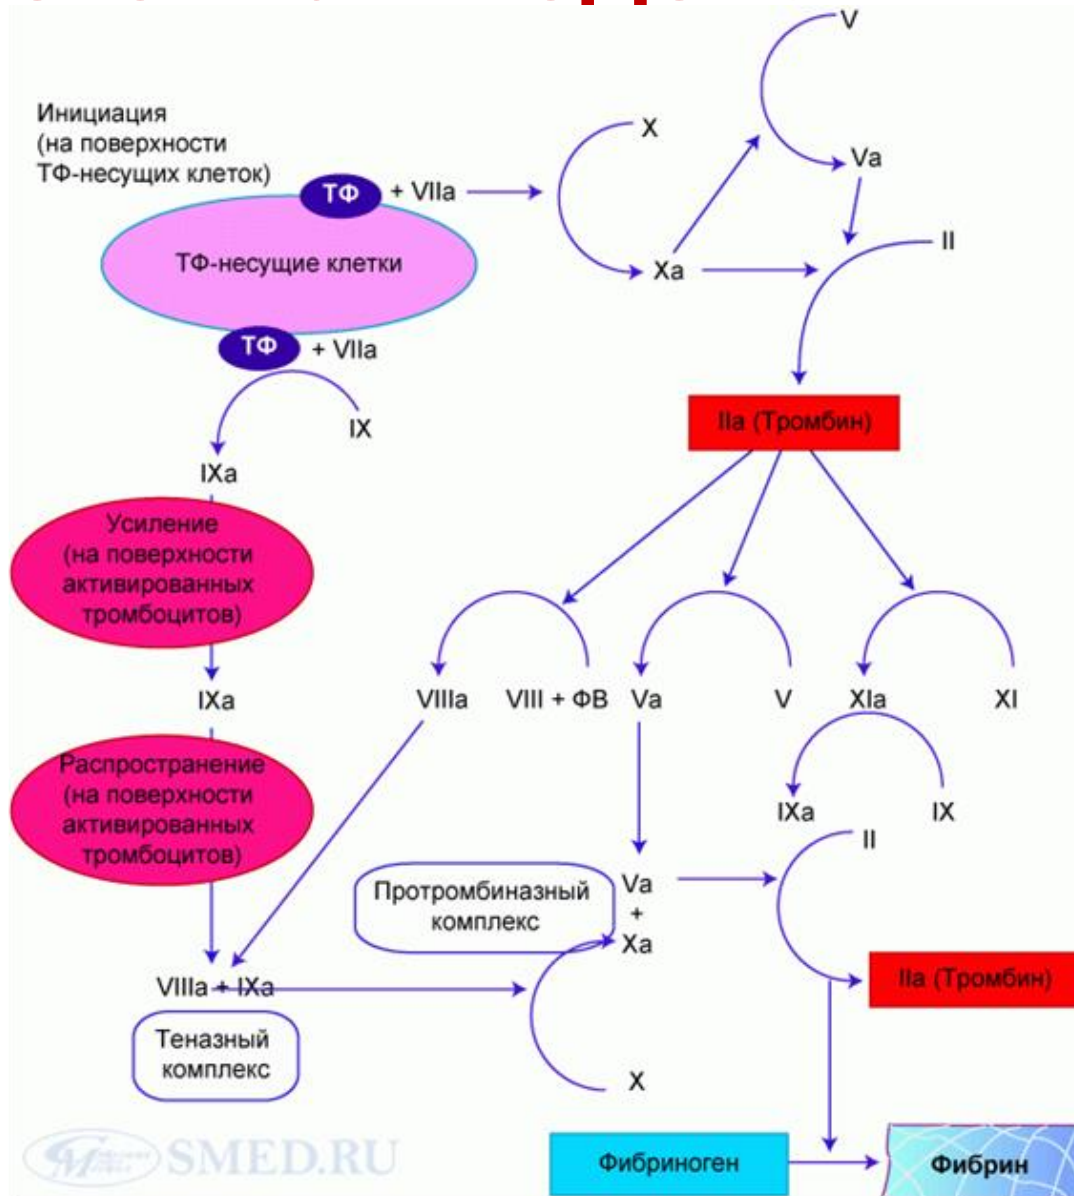 V
Инициация
(на поверхности
ТФ-несущих клеток)
X
Va
ТФ
+ VIIa
II
ТФ-несущие клетки
Xa
ТФ
+ VIIa
IIa (Тромбин)
IX
IXa
Усиление
(на поверхности
активированных
тромбоцитов)
IXa
VIIIa
VIII + ФВ
Va
V
XIa
XI
Распространение
(на поверхности
активированных
тромбоцитов)
IXa
IX
II
Протромбиназный
комплекс
Va
+
Xa
VIIIa + IXa
IIa (Тромбин)
Теназный
комплекс
X
SMED.RU
Фибриноген
Фибрин